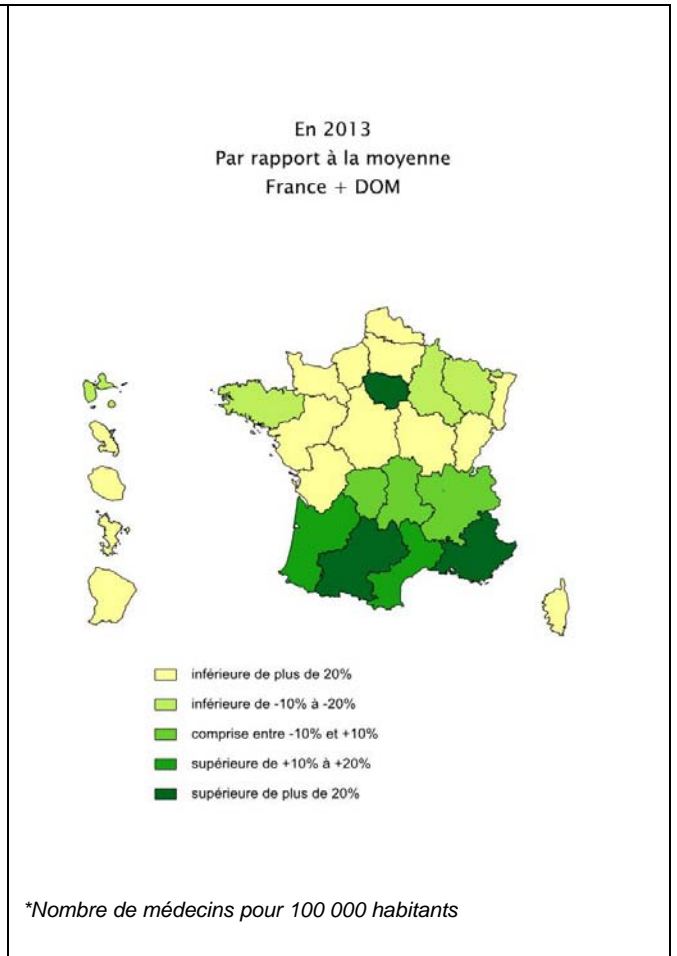 En 2013
Par rapport à la moyenne
France + DOM
inférieure de plus de 20%
inférieure de -10% à -20%
comprise entre -10% et +10%
supérieure de +10% à +20%
supérieure de plus de 20%
*Nombre de médecins pour 100 000 habitants